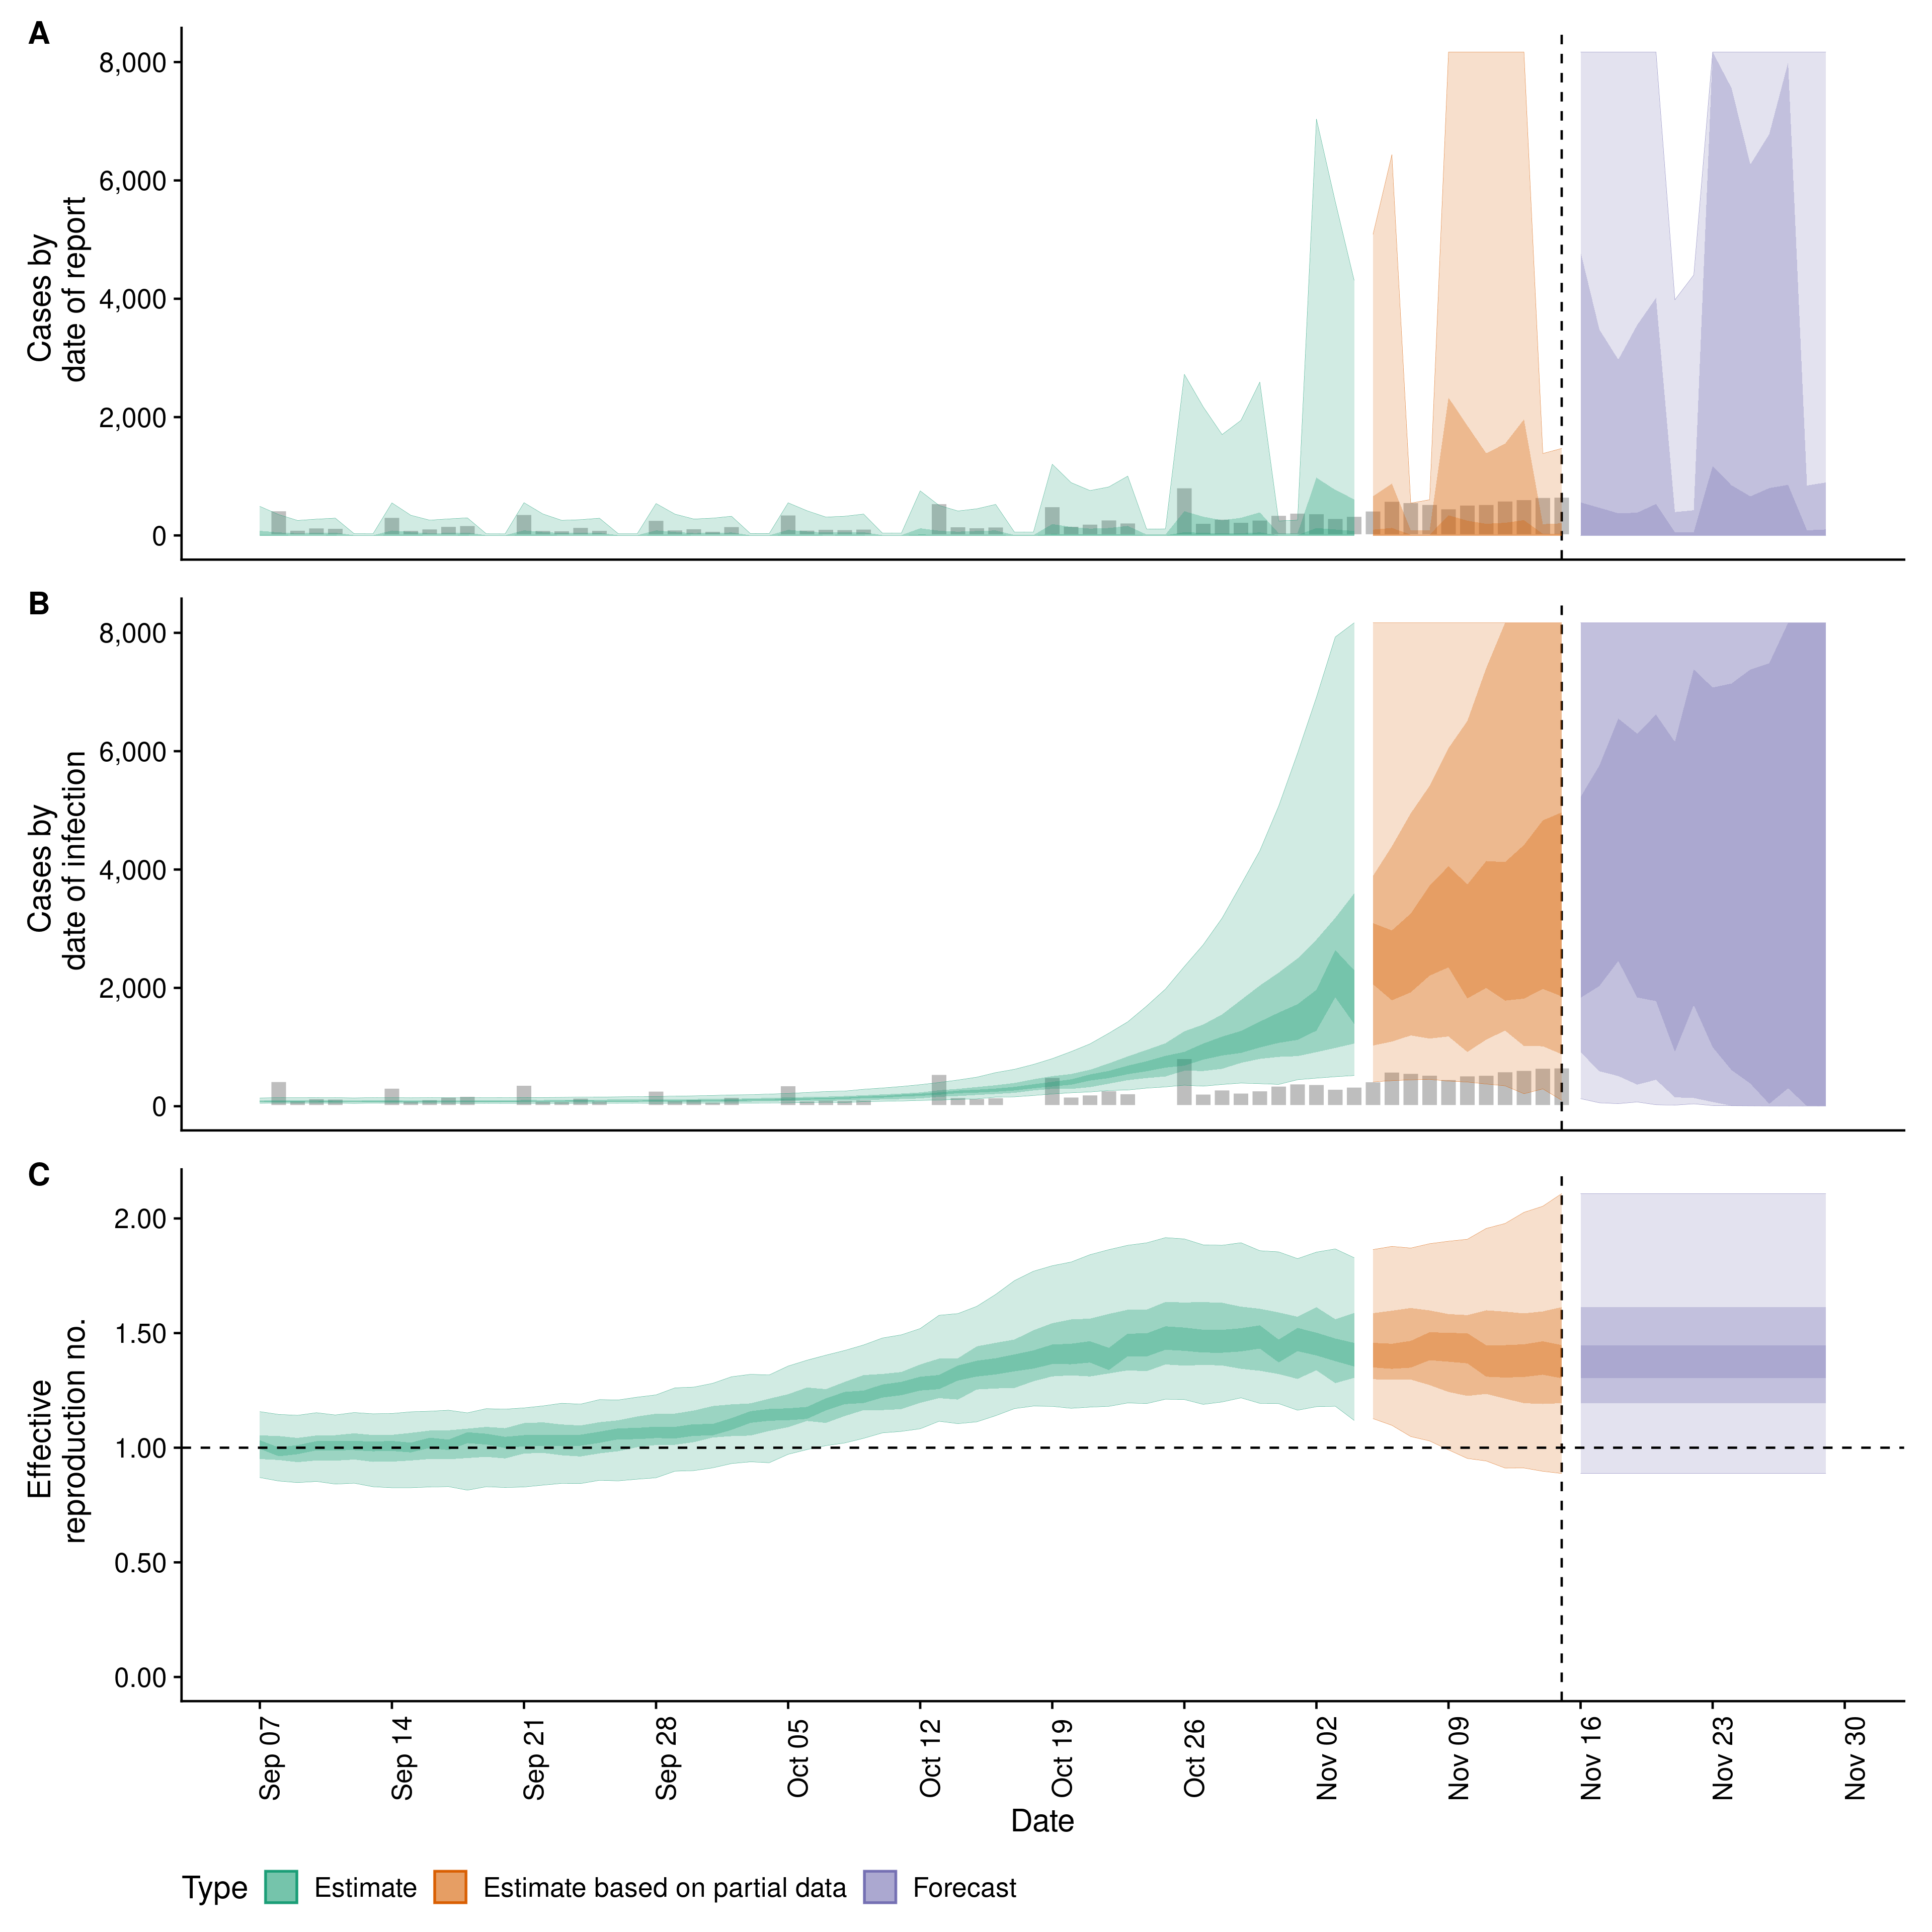 A
8,000
6,000
4,000
2,000
0
Cases by
date of report
B
8,000
6,000
4,000
2,000
0
Cases by
date of infection
C
2.00
1.50
1.00
0.50
0.00
Effective
reproduction no.
Sep 07
Sep 14
Sep 21
Sep 28
Oct 05
Oct 12
Oct 19
Oct 26
Nov 02
Nov 09
Nov 16
Nov 23
Nov 30
Date
Type Estimate Estimate based on partial data Forecast